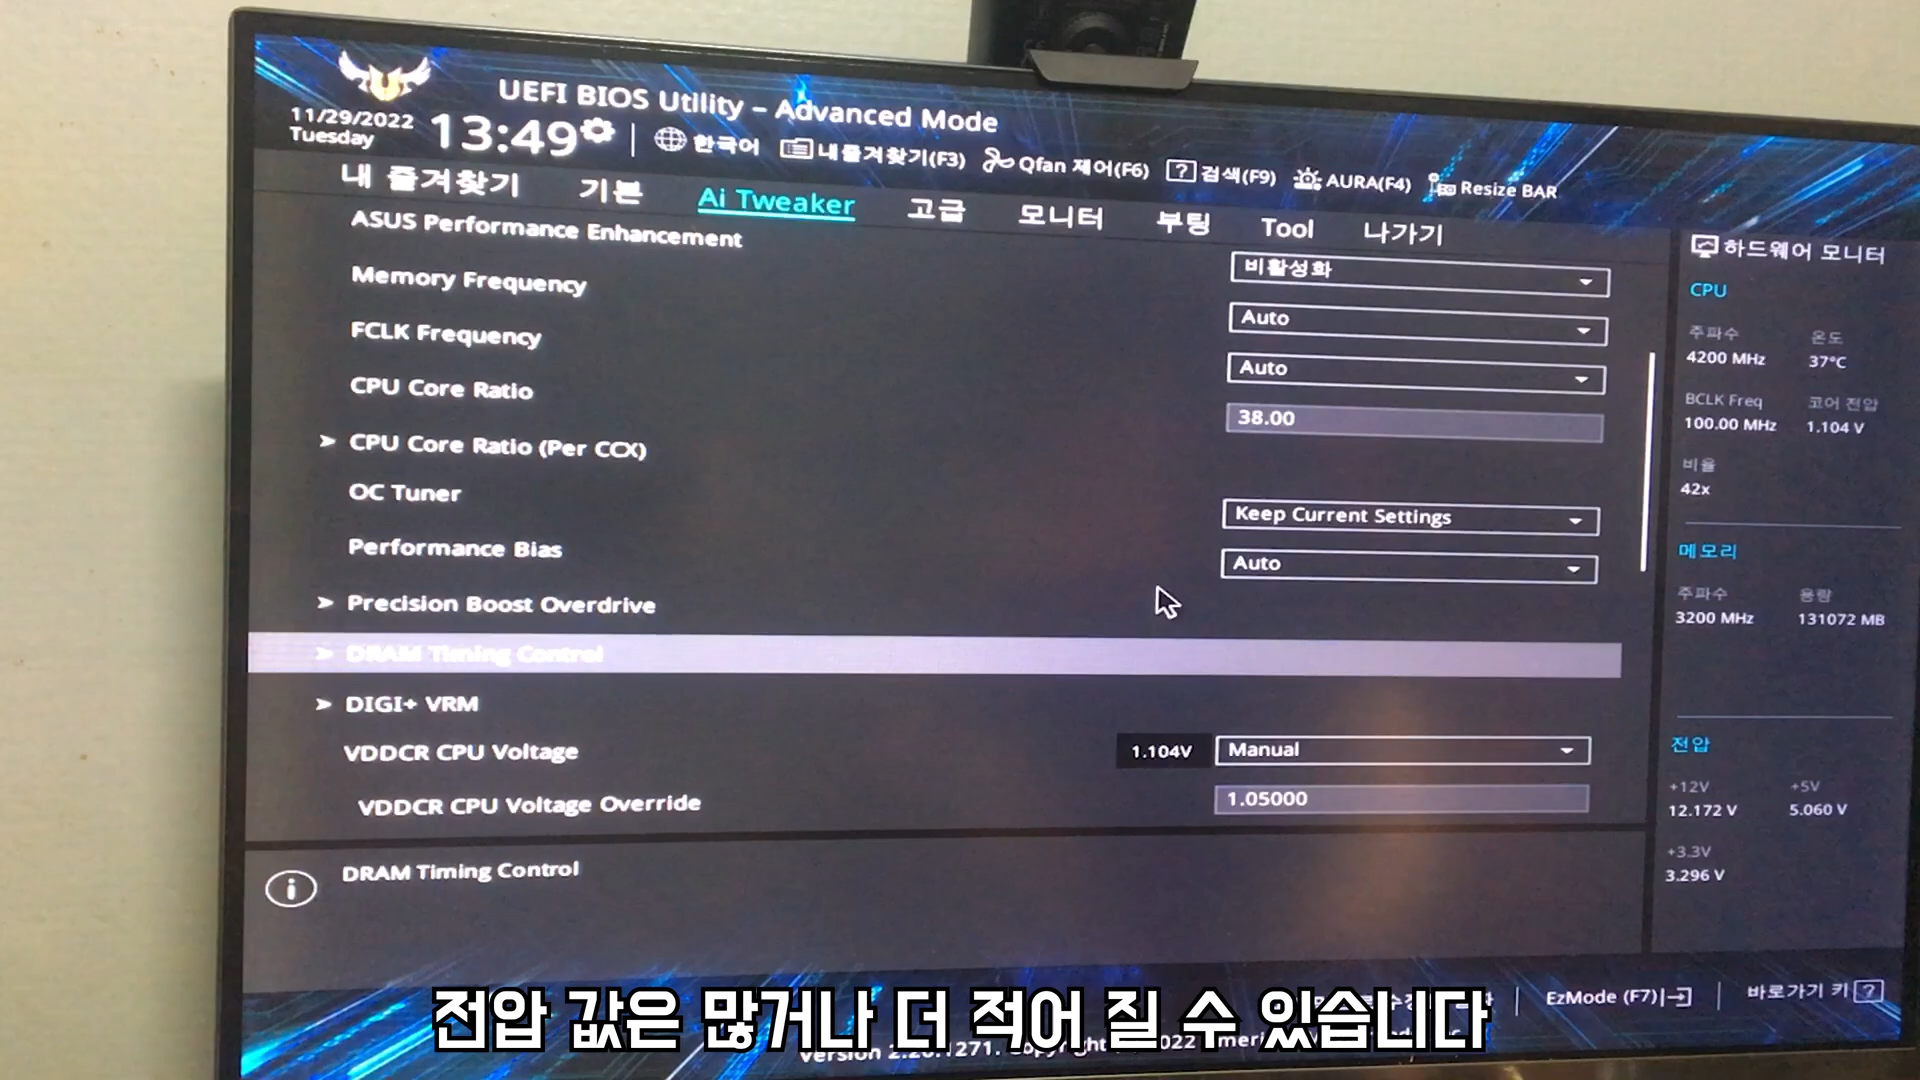 UEFI BIOS Utility – Advanced Mode
11/29/2022
Tuesday
13:49
한국어
내즐겨찾기(F3)
Qfan 제어(F6)
? 검색(F9)
AURA(F4)
Resize BAR
내 즐겨찾기
기본
Ai Tweaker
고급
모니터
부팅
Tool
나가기
ASUS Performance Enhancement
비활성화
Memory Frequency
Auto
FCLK Frequency
Auto
CPU Core Ratio
38.00
> CPU Core Ratio (Per CCX)
OC Tuner
Keep Current Settings
Performance Bias
Auto
> Precision Boost Overdrive
> DRAM Timing Control
> DIGI+ VRM
VDDCR CPU Voltage
1.104V
Manual
VDDCR CPU Voltage Override
1.05000
i
DRAM Timing Control
하드웨어 모니터
CPU
주파수 온도
4200 MHz 37°C
BCLK Freq 코어 전압
100.00 MHz 1.104 V
비율
42x
메모리
주파수 용량
3200 MHz 131072 MB
전압
+12V +5V
12.172 V 5.060 V
+3.3V
3.296 V
EzMode (F7)
바로가기 키 ?
전압 값은 많거나 더 적어 질 수 있습니다
Version